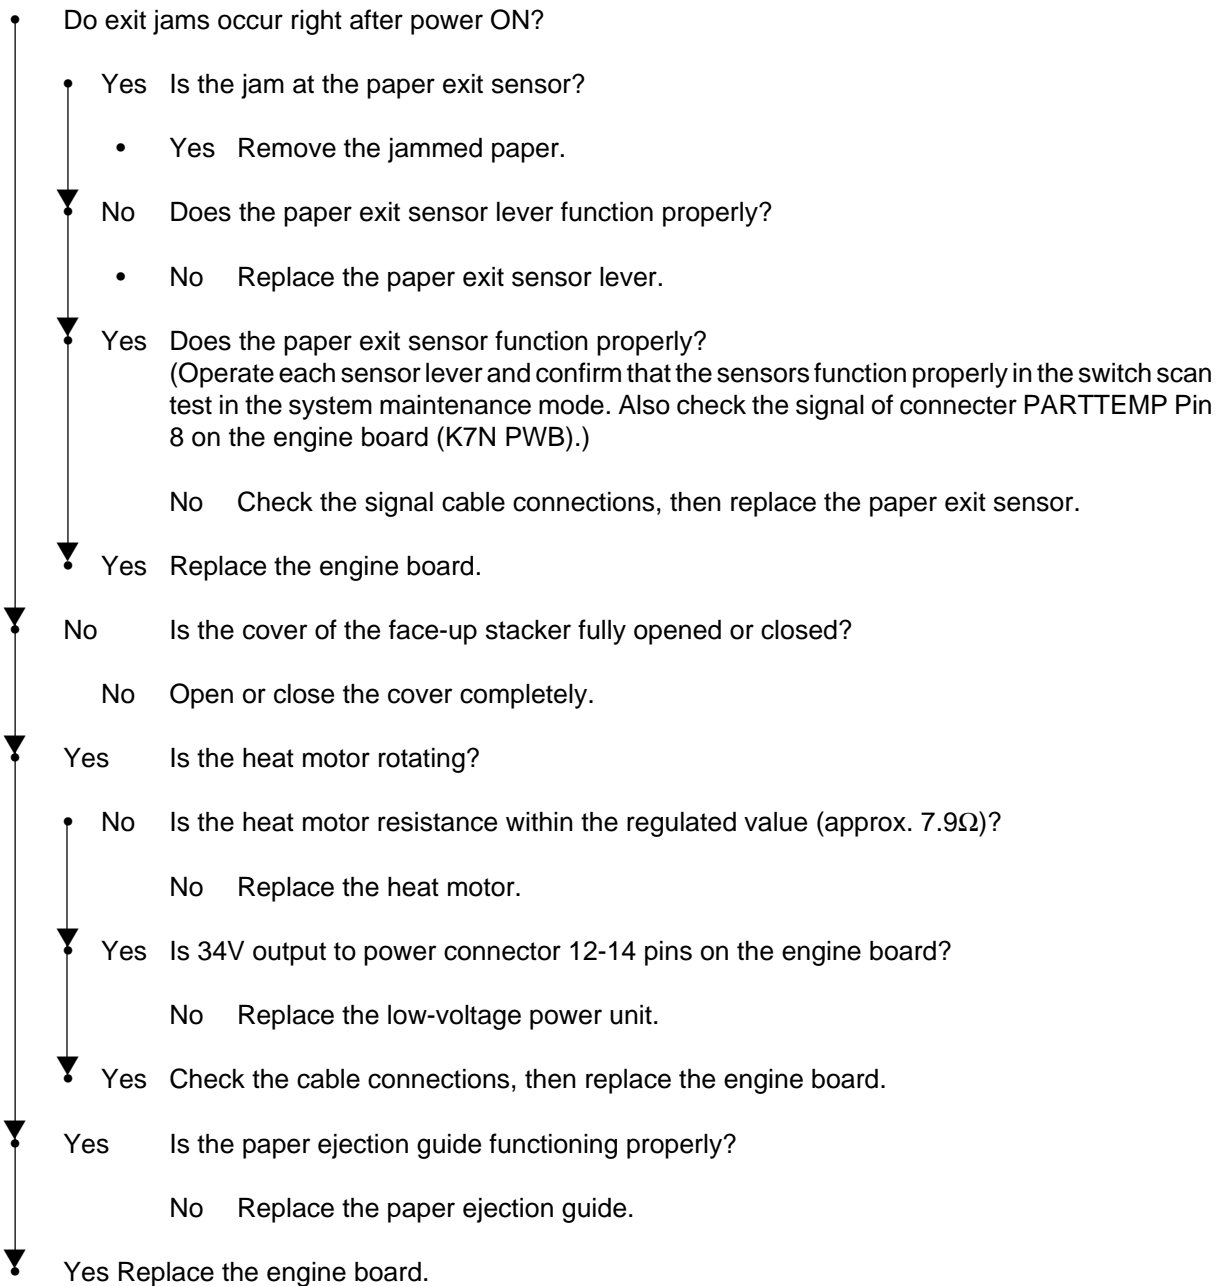 • Do exit jams occur right after power ON?
• Yes Is the jam at the paper exit sensor?
• Yes Remove the jammed paper.
• No Does the paper exit sensor lever function properly?
• No Replace the paper exit sensor lever.
• Yes Does the paper exit sensor function properly?
(Operate each sensor lever and confirm that the sensors function properly in the switch scan
test in the system maintenance mode. Also check the signal of connecter PARTTEMP Pin
8 on the engine board (K7N PWB).)
No Check the signal cable connections, then replace the paper exit sensor.
• Yes Replace the engine board.
• No Is the cover of the face-up stacker fully opened or closed?
No Open or close the cover completely.
• Yes Is the heat motor rotating?
• No Is the heat motor resistance within the regulated value (approx. 7.9Ω)?
No Replace the heat motor.
• Yes Is 34V output to power connector 12-14 pins on the engine board?
No Replace the low-voltage power unit.
• Yes Check the cable connections, then replace the engine board.
• Yes Is the paper ejection guide functioning properly?
No Replace the paper ejection guide.
• Yes Replace the engine board.